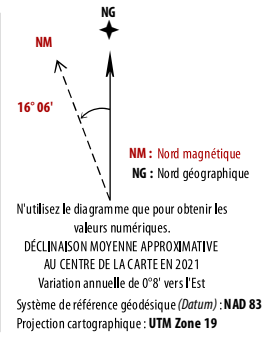 NG
NM
16° 06'
NM : Nord magnétique
NG : Nord géographique
N'utilisez le diagramme que pour obtenir les
valeurs numériques.
DÉCLINAISON MOYENNE APPROXIMATIVE
AU CENTRE DE LA CARTE EN 2021
Variation annuelle de 0°8' vers l'Est
Système de référence géodésique (Datum) : NAD 83
Projection cartographique : UTM Zone 19